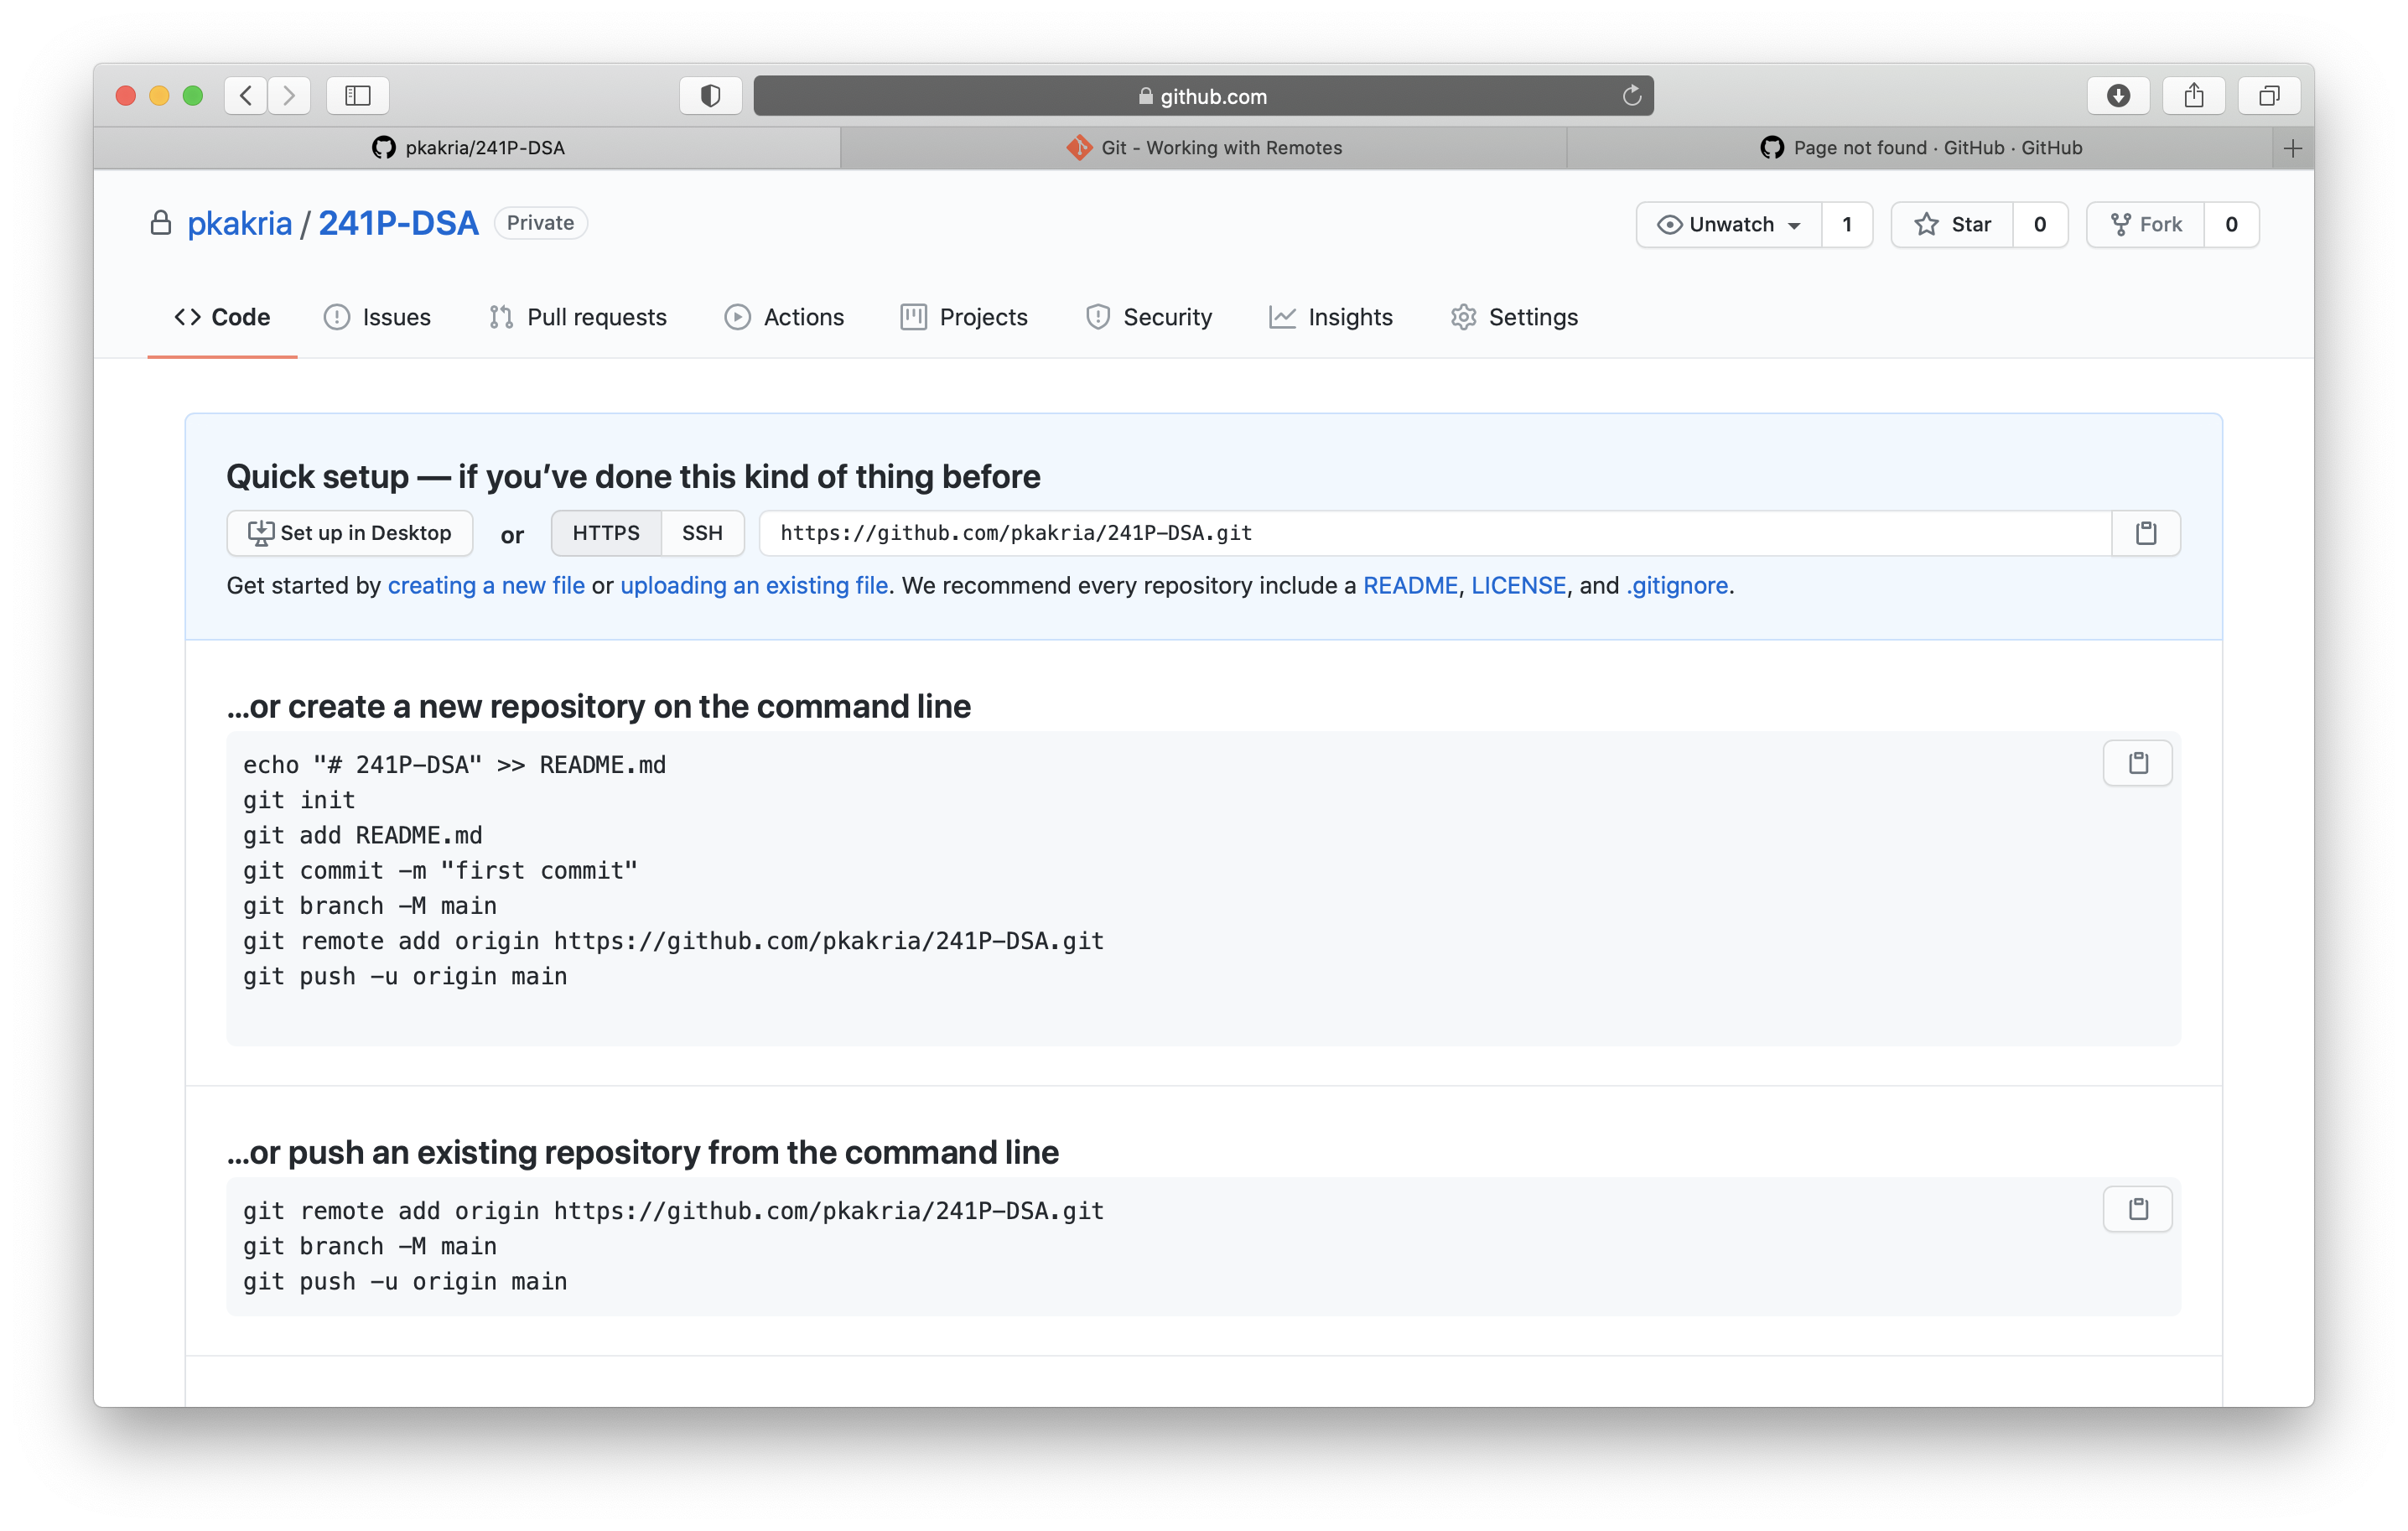 github.com
pkakria/241P-DSA
Git - Working with Remotes
Page not found · GitHub · GitHub
pkakria / 241P-DSA Private
Unwatch 1 Star 0 Fork 0
Code Issues Pull requests Actions Projects Security Insights Settings
Quick setup — if you’ve done this kind of thing before
Set up in Desktop or HTTPS SSH https://github.com/pkakria/241P-DSA.git
Get started by creating a new file or uploading an existing file. We recommend every repository include a README, LICENSE, and .gitignore.
…or create a new repository on the command line
echo "# 241P-DSA" >> README.md
git init
git add README.md
git commit -m "first commit"
git branch -M main
git remote add origin https://github.com/pkakria/241P-DSA.git
git push -u origin main
…or push an existing repository from the command line
git remote add origin https://github.com/pkakria/241P-DSA.git
git branch -M main
git push -u origin main